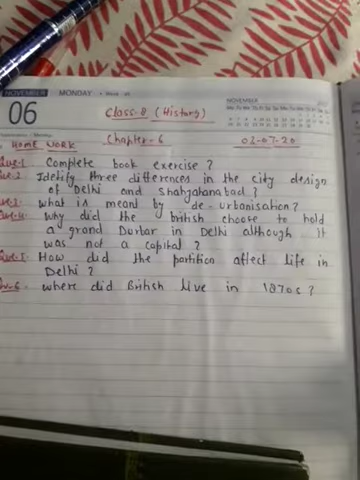 NOVEMBER MONDAY
06
NOVEMBER
Class-8 (History)
Chapter-6 02-07-20
HOME WORK
Que-1 Complete book exercise ?
Que-2 Idetify three differences in the city design
of Delhi and Shahjahanabad ?
Que-3 what is meant by de-urbanisation?
Que-4 why did the british choose to hold
a grand Durbar in Delhi although it
was not a capital ?
Que-5 How did the partition affect life in
Delhi ?
Qu-6 where did British live in 1870s ?